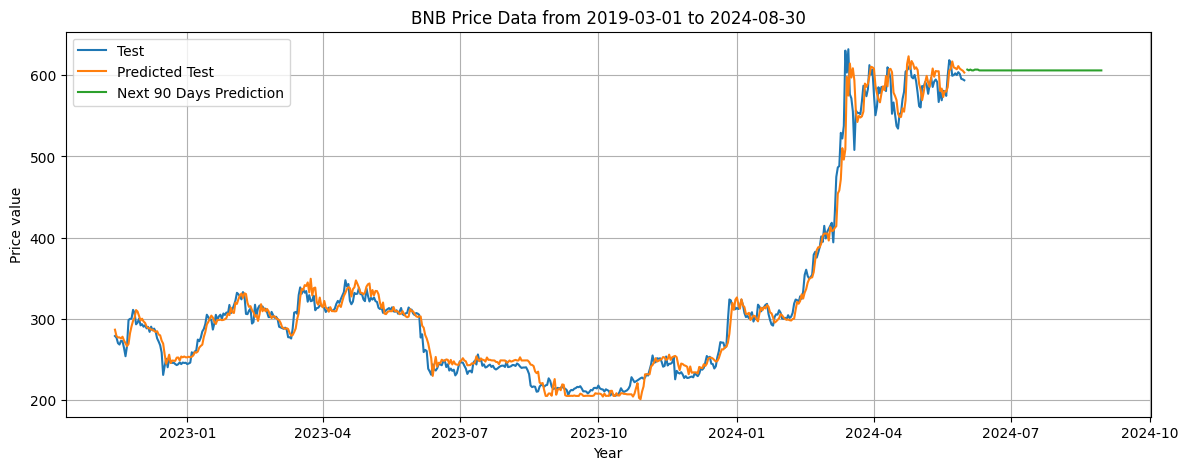 BNB Price Data from 2019-03-01 to 2024-08-30
Test
Predicted Test
Next 90 Days Prediction
Price value
600
500
400
300
200
2023-01
2023-04
2023-07
2023-10
2024-01
2024-04
2024-07
2024-10
Year